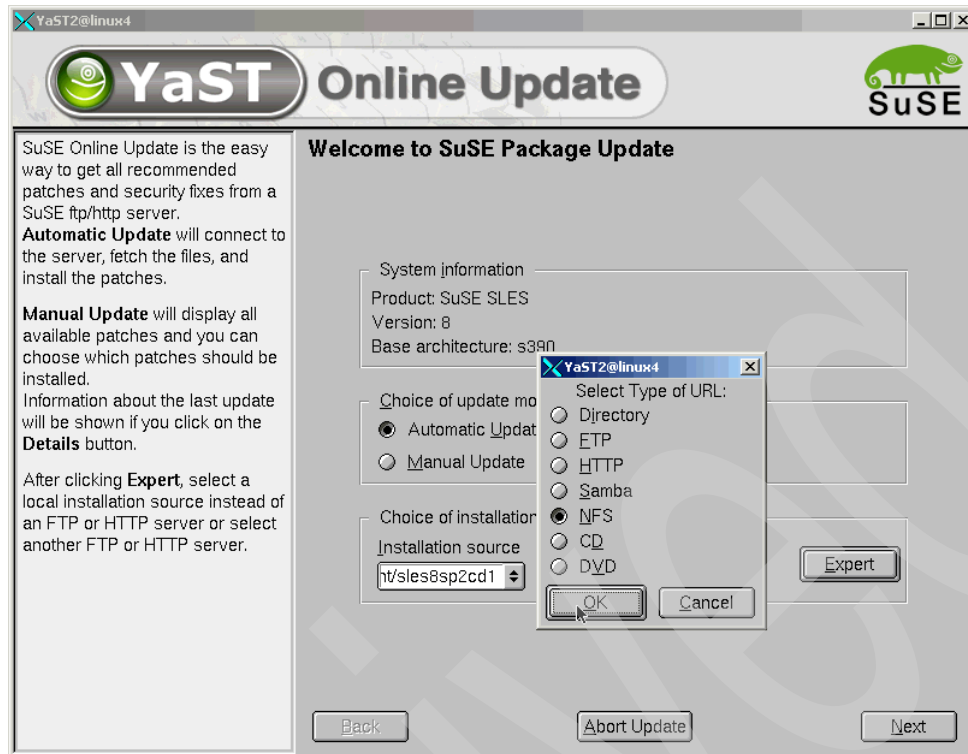 YaST2@linux4
YaST Online Update
SuSE
SuSE Online Update is the easy
way to get all recommended
patches and security fixes from a
SuSE ftp/http server.
Automatic Update will connect to
the server, fetch the files, and
install the patches.
Manual Update will display all
available patches and you can
choose which patches should be
installed.
Information about the last update
will be shown if you click on the
Details button.
After clicking Expert, select a
local installation source instead of
an FTP or HTTP server or select
another FTP or HTTP server.
Welcome to SuSE Package Update
System information
Product: SuSE SLES
Version: 8
Base architecture: s390
Choice of update mo
Automatic Updat
Manual Update
Choice of installation
Installation source
nt/sles8sp2cd1
Expert
YaST2@linux4
Select Type of URL:
Directory
FTP
HTTP
Samba
NFS
CD
DVD
OK
Cancel
Back
Abort Update
Next